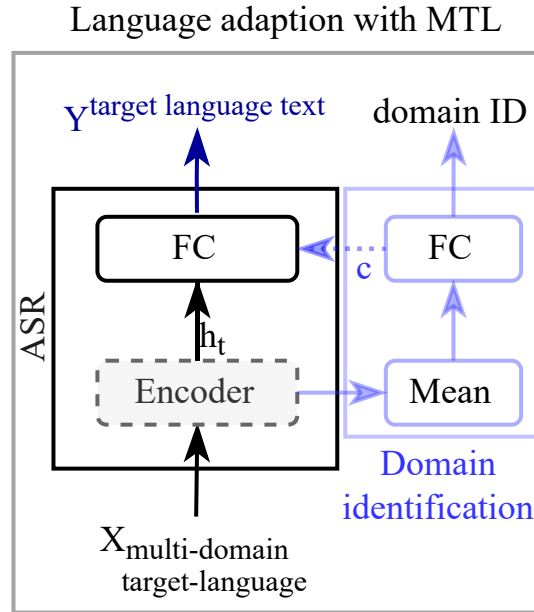 Language adaption with MTL
Y target language text
domain ID
FC
FC
c
ASR
h_t
Encoder
Mean
Domain
identification
X multi-domain
target-language